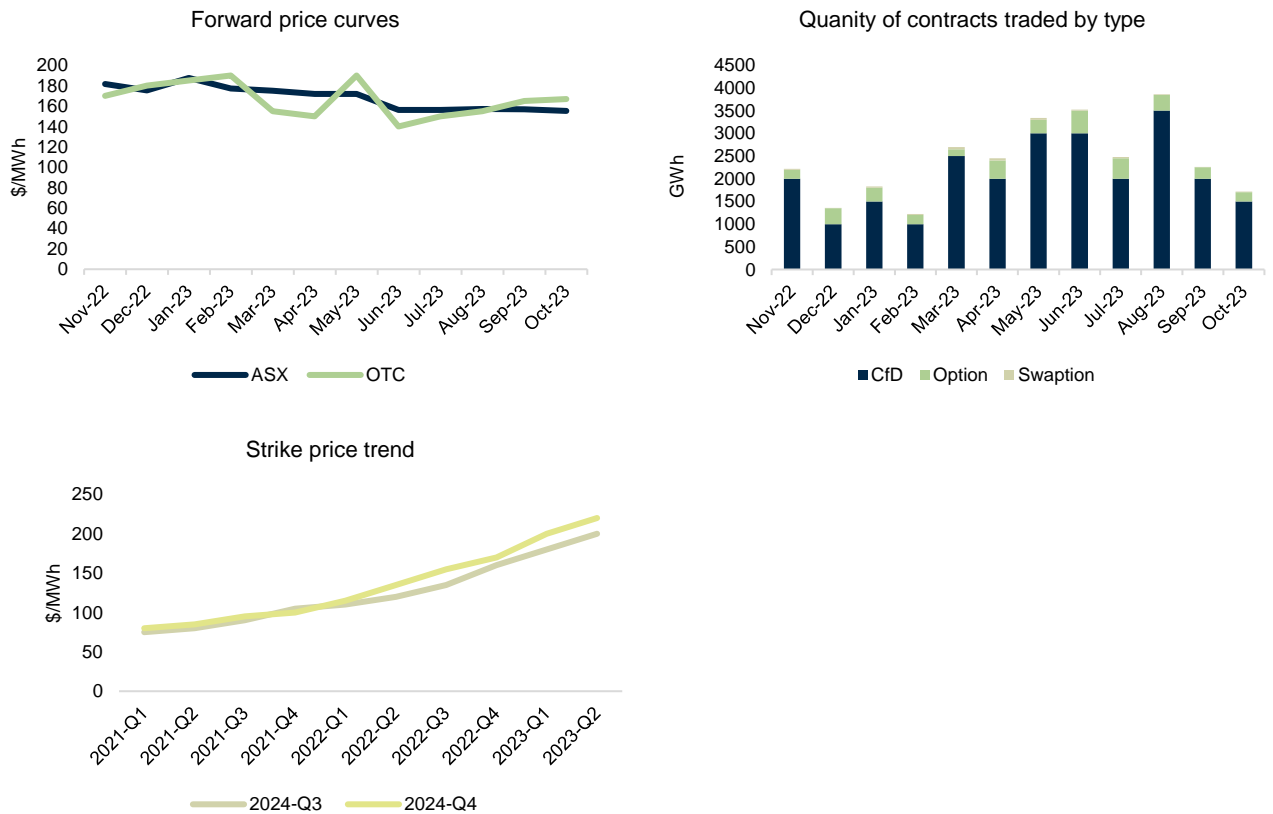 Forward price curves
$/MWh
200
180
160
140
120
100
80
60
40
20
0
Nov-22
Dec-22
Jan-23
Feb-23
Mar-23
Apr-23
May-23
Jun-23
Jul-23
Aug-23
Sep-23
Oct-23
ASX
OTC
Quanity of contracts traded by type
GWh
4500
4000
3500
3000
2500
2000
1500
1000
500
0
Nov-22
Dec-22
Jan-23
Feb-23
Mar-23
Apr-23
May-23
Jun-23
Jul-23
Aug-23
Sep-23
Oct-23
CfD
Option
Swaption
Strike price trend
$/MWh
250
200
150
100
50
0
2021-Q1
2021-Q2
2021-Q3
2021-Q4
2022-Q1
2022-Q2
2022-Q3
2022-Q4
2023-Q1
2023-Q2
2024-Q3
2024-Q4